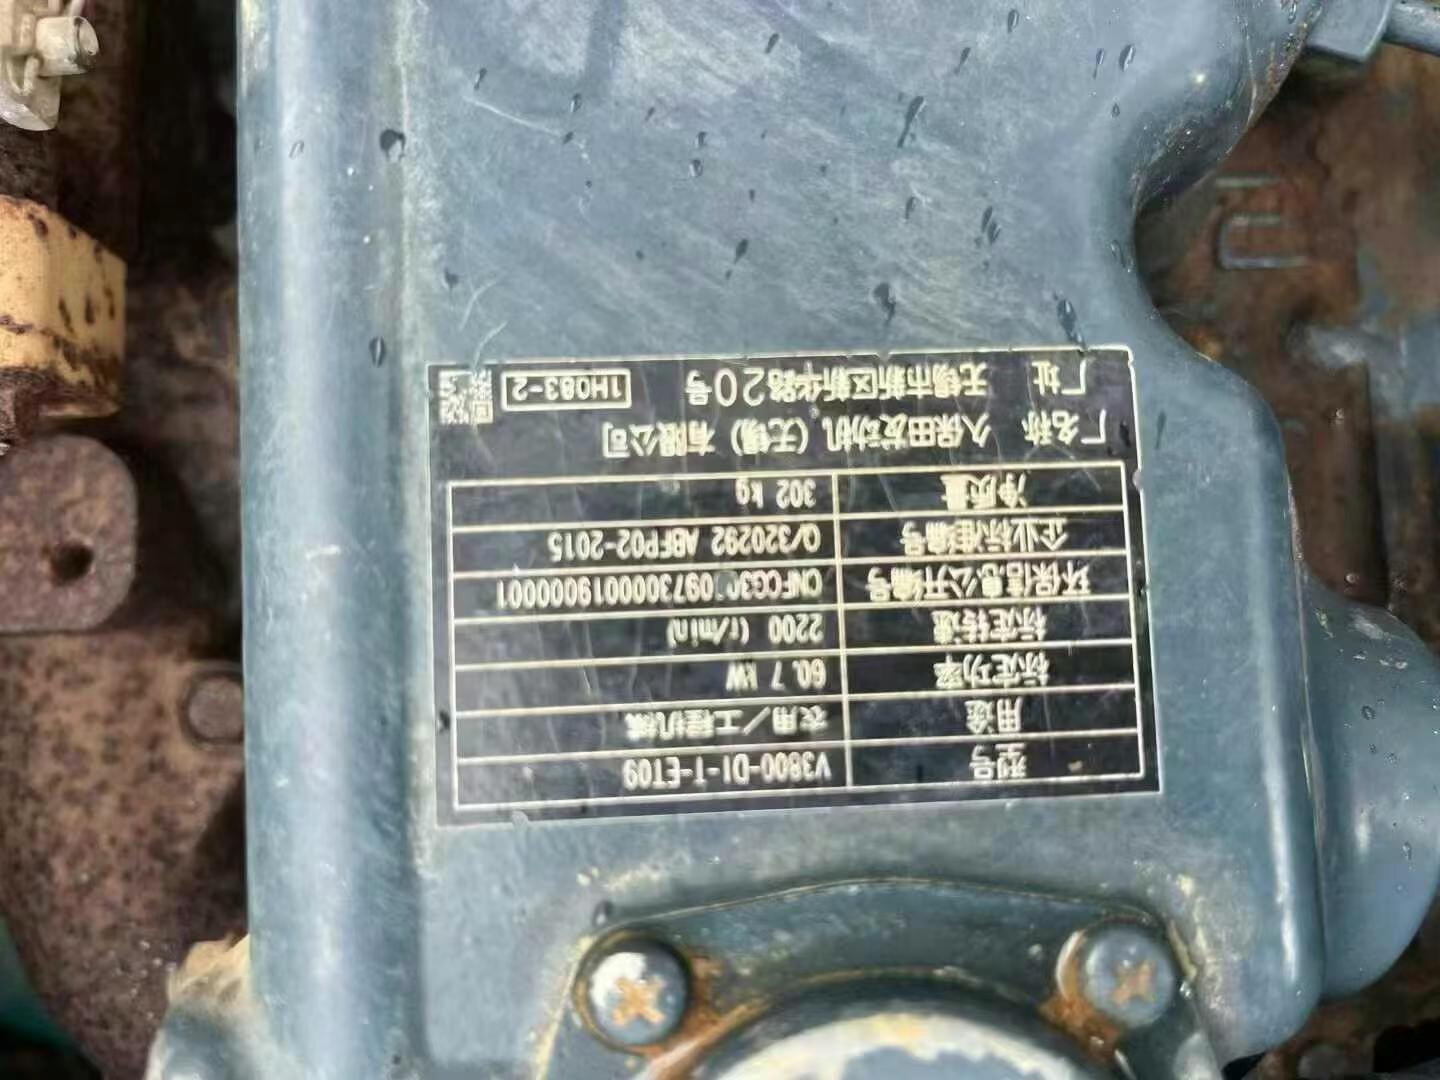 型号 V3800-DI-T-ET09
用途 农用/工程机械
标定功率 60.7 kW
标定转速 2200 (r/min)
环保信息公开编号
企业标准编号 Q/320292 ABFP02-2015
净质量 302 kg
厂名称 久保田发动机(无锡)有限公司
厂址 无锡市新区新华路20号 1H083-2